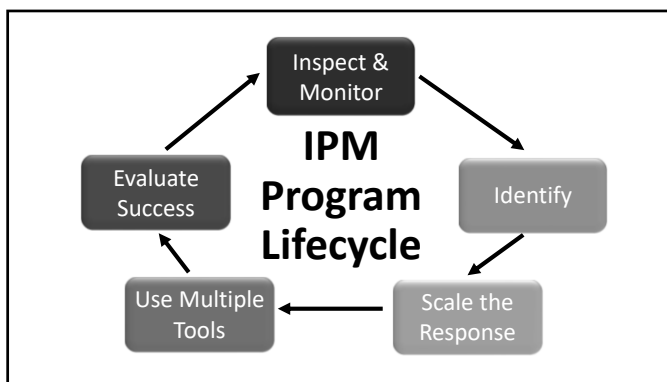 Inspect &
Monitor
IPM
Program
Lifecycle
Identify
Scale the
Response
Use Multiple
Tools
Evaluate
Success